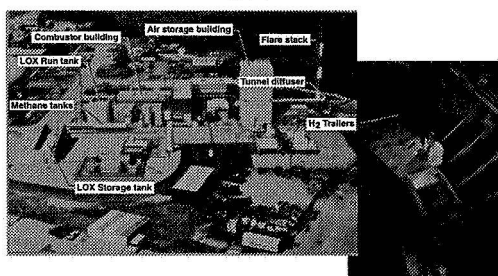 Air storage building
Combustor building
Flare stack
LOX Run tank
Tunnel diffuser
Methane tanks
H2 Trailers
LOX Storage tank